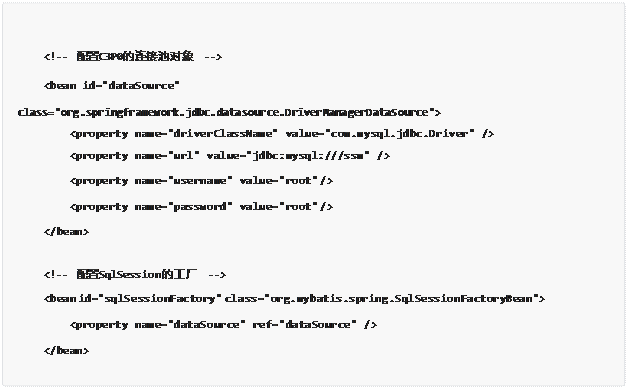 <!-- 配置C3P0的连接池对象 -->
<bean id="dataSource"
class="org.springframework.jdbc.datasource.DriverManagerDataSource">
<property name="driverClassName" value="com.mysql.jdbc.Driver" />
<property name="url" value="jdbc:mysql:///ssm" />
<property name="username" value="root"/>
<property name="password" value="root"/>
</bean>
<!-- 配置SqlSession的工厂 -->
<bean id="sqlSessionFactory" class="org.mybatis.spring.SqlSessionFactoryBean">
<property name="dataSource" ref="dataSource" />
</bean>